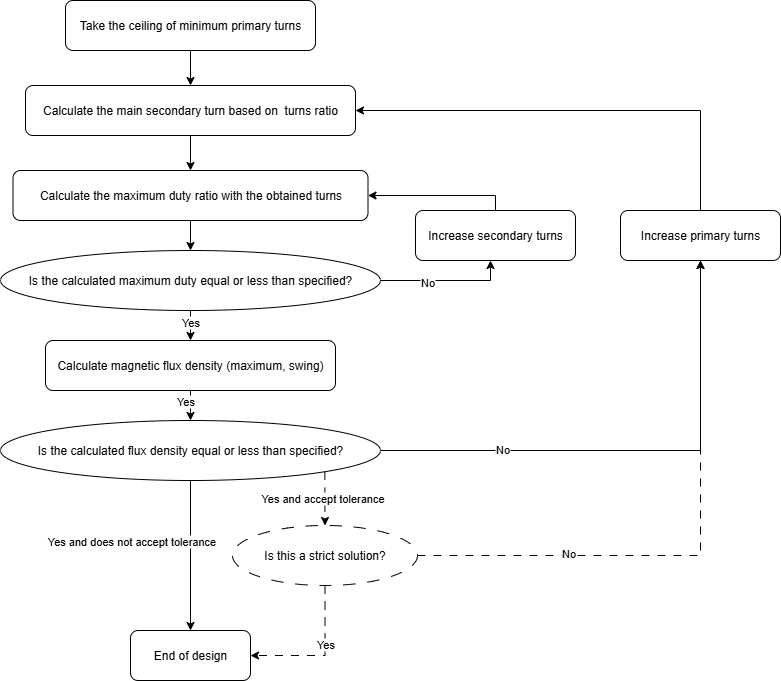 Take the ceiling of minimum primary turns
Calculate the main secondary turn based on  turns ratio
Calculate the maximum duty ratio with the obtained turns
Increase secondary turns
Increase primary turns
Is the calculated maximum duty equal or less than specified?
No
Yes
Calculate magnetic flux density (maximum, swing)
Yes
Is the calculated flux density equal or less than specified?
No
Yes and accept tolerance
Yes and does not accept tolerance
Is this a strict solution?
No
Yes
End of design